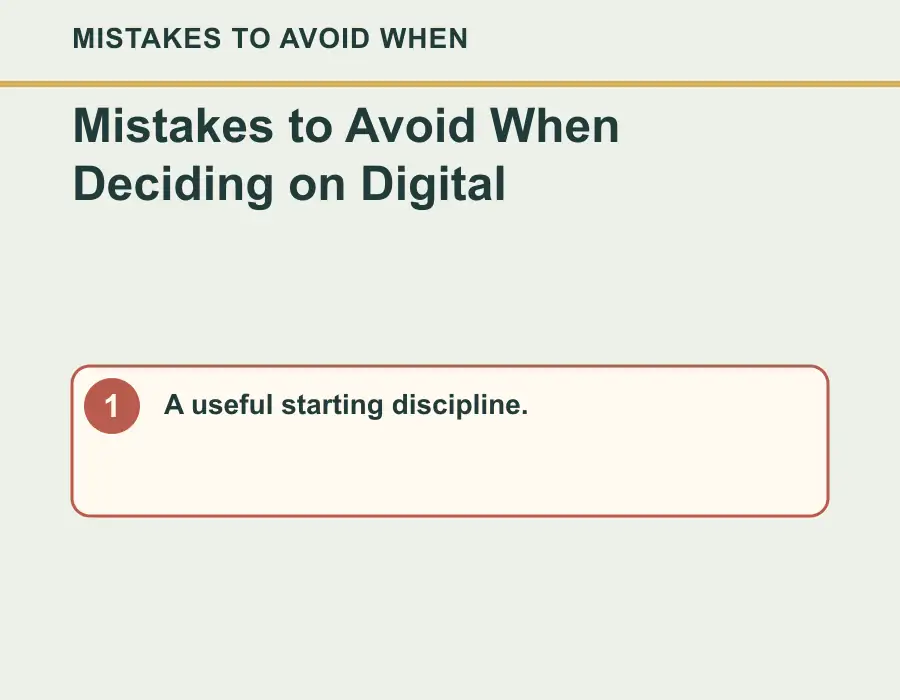 MISTAKES TO AVOID WHEN
Mistakes to Avoid When
Deciding on Digital
1 A useful starting discipline.